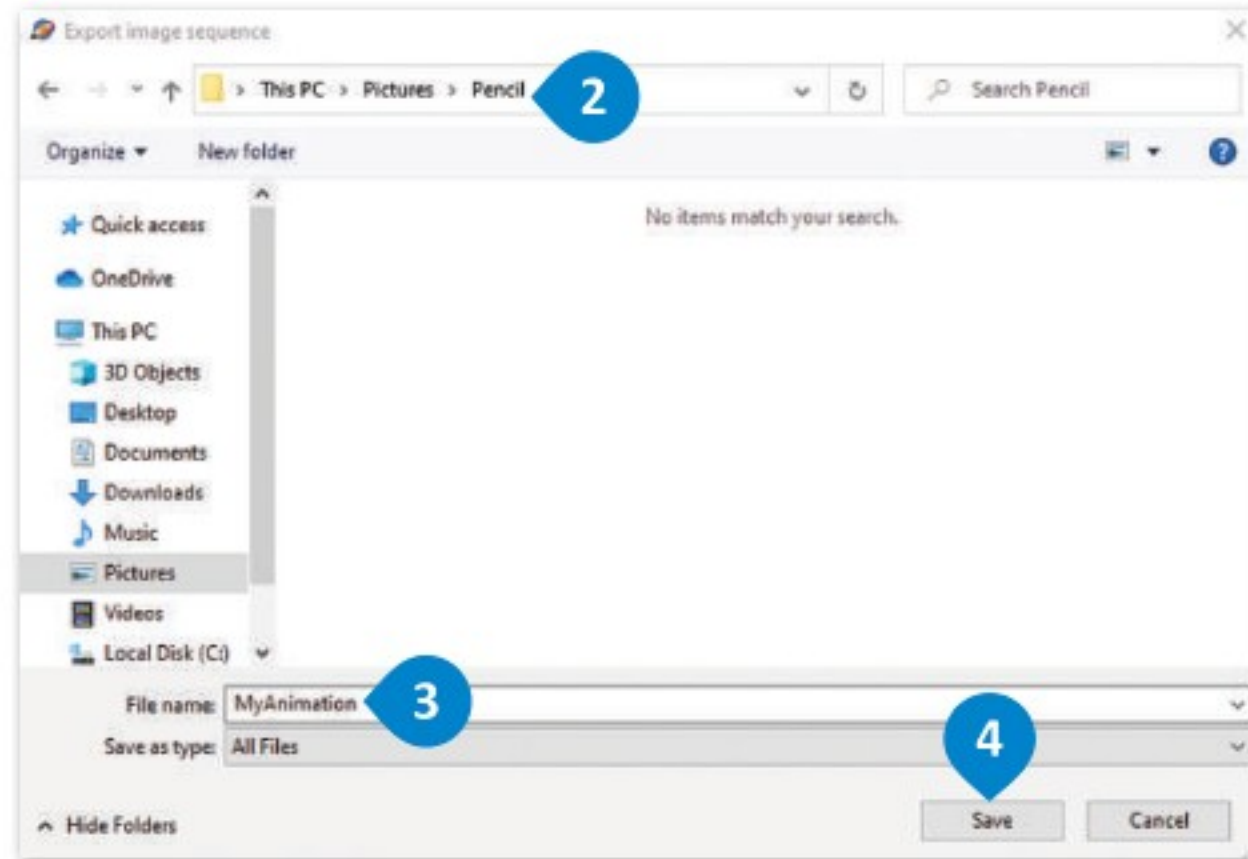 Export image sequence
This PC > Pictures > Pencil 2 Search Pencil
Organize New folder
No items match your search.
Quick access
OneDrive
This PC
3D Objects
Desktop
Documents
Downloads
Music
Pictures
Videos
Local Disk (C:)
File name: MyAnimation 3
Save as type: All Files
4
Hide Folders Save Cancel